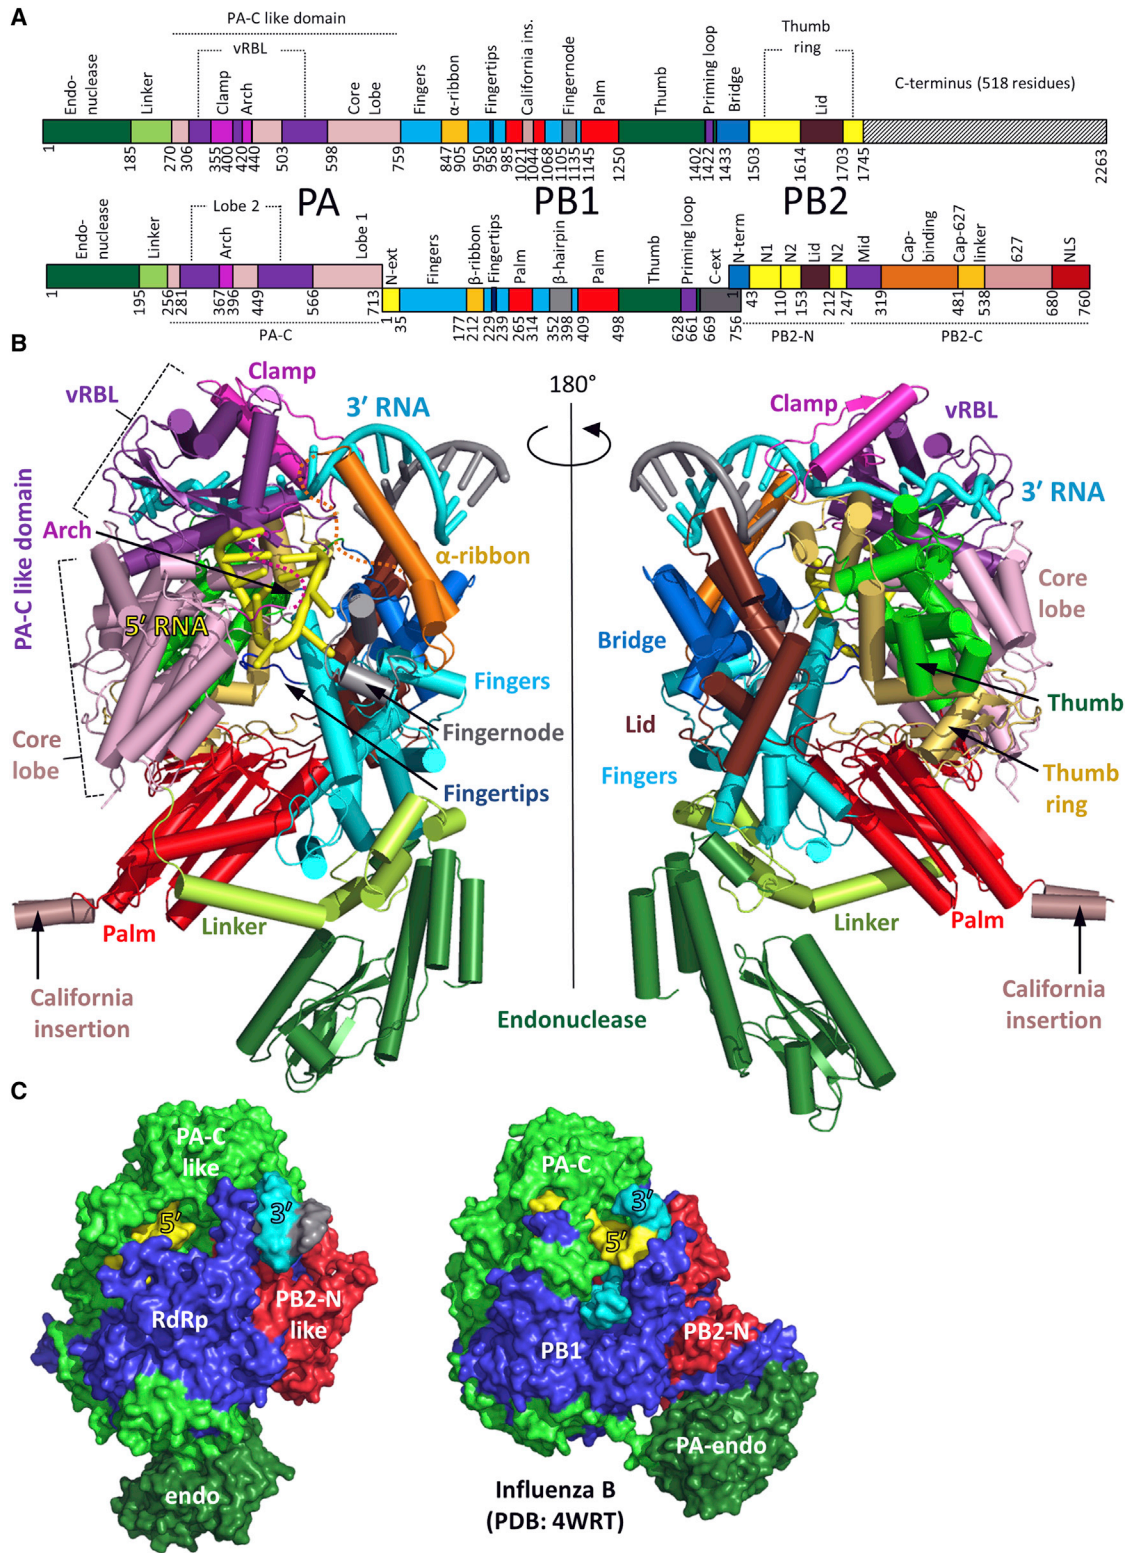 A
PA-C like domain
vRBL
Thumb
ring
Endo-
nuclease
Linker
Clamp
Arch
Core
Lobe
Fingers
α-ribbon
Fingertips
California ins.
Fingernode
Palm
Thumb
Priming loop
Bridge
Lid
C-terminus (518 residues)
1
185
270
306
355
400
420
440
503
598
759
847
905
950
958
985
1021
1044
1068
1105
1135
1145
1250
1402
1422
1433
1503
1614
1705
1745
2263
PA
PB1
PB2
Endo-
nuclease
Linker
Lobe 2
Arch
Lobe 1
N-ext
Fingers
β-ribbon
Fingertips
Palm
β-hairpin
Palm
Thumb
Priming loop
C-ext
N-term
N1
N2
Lid
N2
Mid
Cap-
binding
Cap-627
linker
627
NLS
1
195
256
281
367
396
449
566
713
1
35
177
212
229
239
265
314
352
398
409
498
628
661
669
756
1
43
110
153
212
247
319
481
538
680
760
PA-C
PB2-N
PB2-C
B
Clamp
vRBL
3′ RNA
180°
Clamp
vRBL
3′ RNA
PA-C like domain
Arch
α-ribbon
5′ RNA
Core
lobe
Bridge
Fingers
Fingernode
Thumb
Lid
Core
lobe
Fingers
Thumb
ring
Fingertips
Palm
Linker
Linker
Palm
California
insertion
California
insertion
Endonuclease
C
PA-C
like
5′
3′
RdRp
PB2-N
like
endo
PA-C
3′
5′
PB1
PB2-N
PA-endo
Influenza B
(PDB: 4WRT)